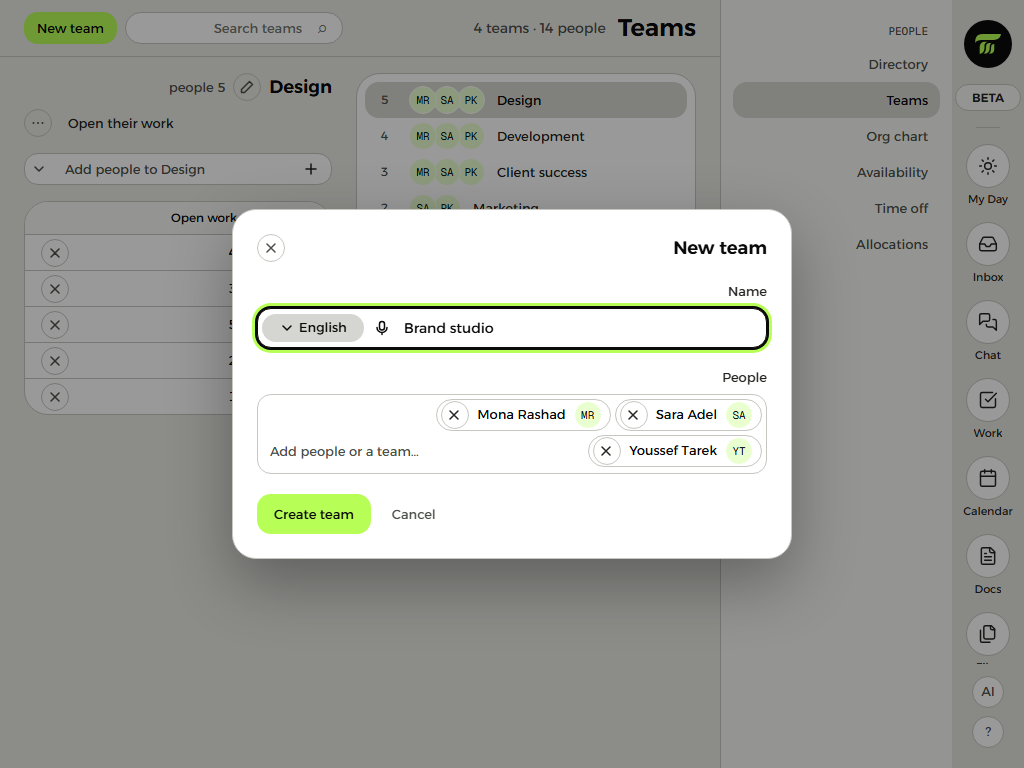 New team
Search teams
4 teams · 14 people
Teams
PEOPLE
Directory
Teams
Org chart
Availability
Time off
Allocations
BETA
My Day
Inbox
Chat
Work
Calendar
Docs
AI
?
people 5
Design
Open their work
Add people to Design
Open work
5 MR SA PK Design
4 MR SA PK Development
3 MR SA PK Client success
2 SA PK Marketing
New team
Name
English
Brand studio
People
Mona Rashad MR
Sara Adel SA
Add people or a team...
Youssef Tarek YT
Create team
Cancel